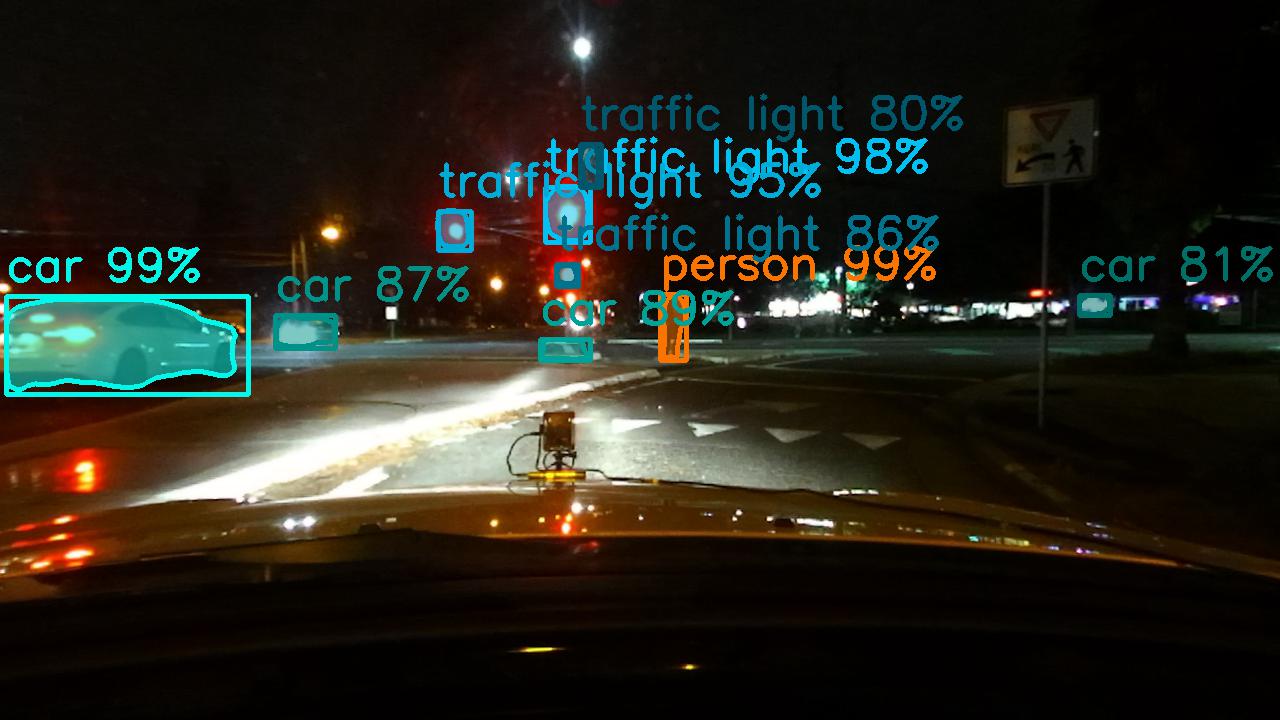 traffic light 80%
traffic light 98%
traffic light 95%
traffic light 86%
car 99%
person 99%
car 81%
car 87%
car 89%